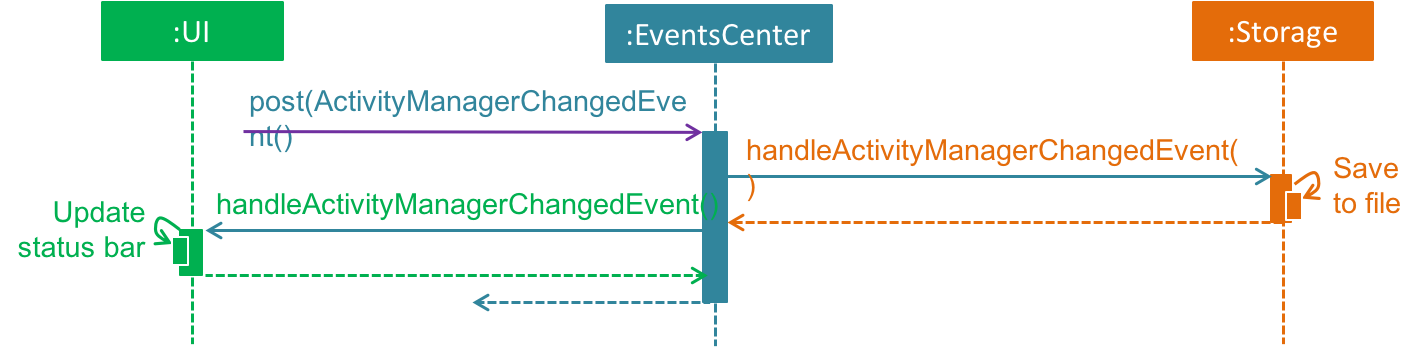 :UI
:EventsCenter
:Storage
post(ActivityManagerChangedEve
nt()
handleActivityManagerChangedEvent(
)
Save
to file
handleActivityManagerChangedEvent()
Update
status bar